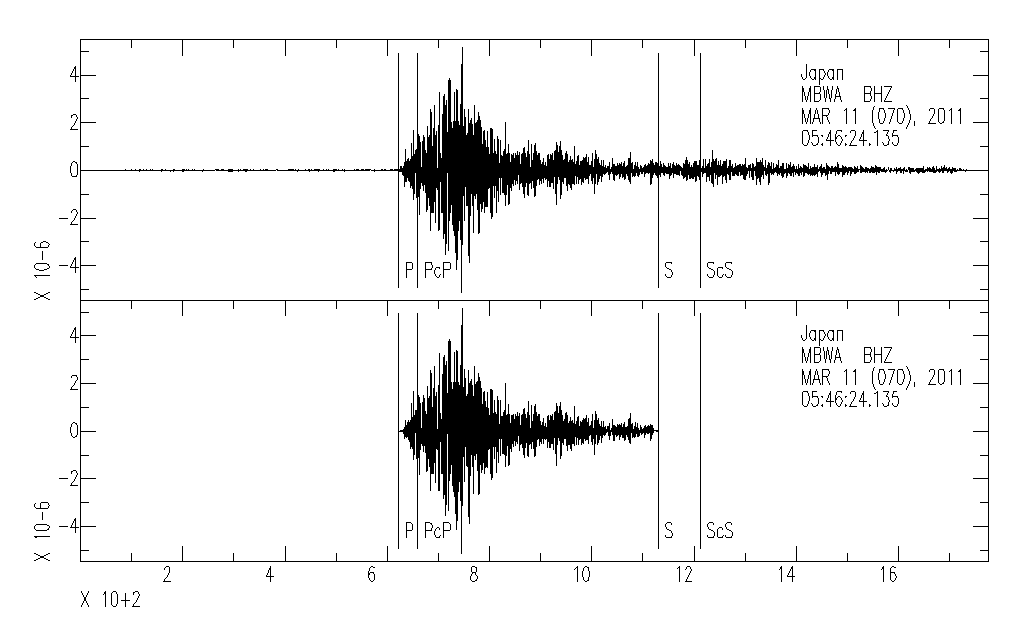 Japan
MBWA BHZ
MAR 11 (070), 2011
05:46:24.135
4
2
0
-2
-4
X 10-6
P PcP S ScS
Japan
MBWA BHZ
MAR 11 (070), 2011
05:46:24.135
4
2
0
-2
-4
X 10-6
P PcP S ScS
2 4 6 8 10 12 14 16
X 10+2